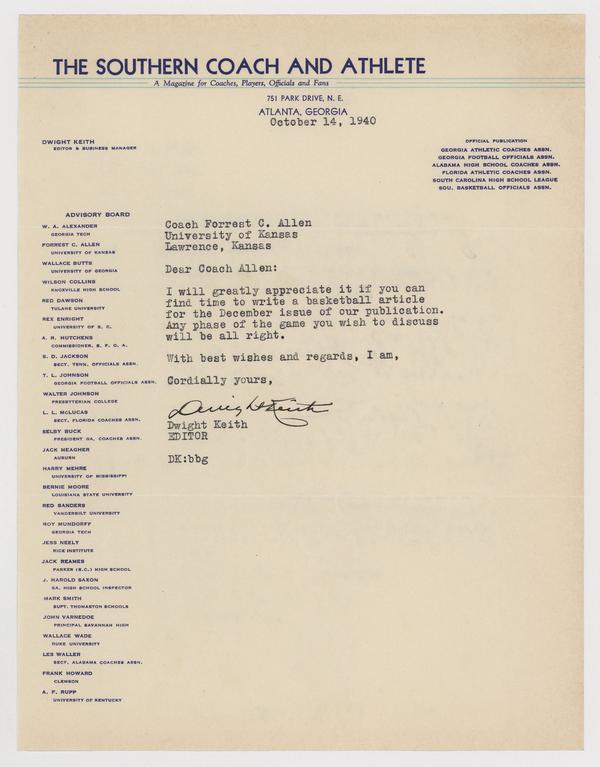 THE SOUTHERN COACH AND ATHLETE
A Magazine for Coaches, Players, Officials and Fans
751 PARK DRIVE, N. E.
ATLANTA, GEORGIA
October 14, 1940
DWIGHT KEITH
EDITOR & BUSINESS MANAGER
OFFICIAL PUBLICATION
GEORGIA ATHLETIC COACHES ASSN.
GEORGIA FOOTBALL OFFICIALS ASSN.
ALABAMA HIGH SCHOOL COACHES ASSN.
FLORIDA ATHLETIC COACHES ASSN.
SOUTH CAROLINA HIGH SCHOOL LEAGUE
SOU. BASKETBALL OFFICIALS ASSN.
ADVISORY BOARD
W. A. ALEXANDER
GEORGIA TECH
FORREST C. ALLEN
UNIVERSITY OF KANSAS
WALLACE BUTTS
UNIVERSITY OF GEORGIA
WILSON COLLINS
KNOXVILLE HIGH SCHOOL
RED DAWSON
TULANE UNIVERSITY
REX ENRIGHT
UNIVERSITY OF S. C.
A. R. HUTCHENS
COMMISSIONER, S. F. O. A.
S. D. JACKSON
SECT. TENN. OFFICIALS ASSN.
T. L. JOHNSON
GEORGIA FOOTBALL OFFICIALS ASSN.
WALTER JOHNSON
PRESBYTERIAN COLLEGE
L. L. McLUCAS
SECT. FLORIDA COACHES ASSN.
SELBY BUCK
PRESIDENT GA. COACHES ASSN.
JACK MEAGHER
AUBURN
HARRY MEHRE
UNIVERSITY OF MISSISSIPPI
BERNIE MOORE
LOUISIANA STATE UNIVERSITY
RED SANDERS
VANDERBILT UNIVERSITY
ROY MUNDORFF
GEORGIA TECH
JESS NEELY
RICE INSTITUTE
JACK REAMES
PARKER (S.C.) HIGH SCHOOL
J. HAROLD SAXON
GA. HIGH SCHOOL INSPECTOR
MARK SMITH
SUPT. THOMASTON SCHOOLS
JOHN VARNEDOE
PRINCIPAL SAVANNAH HIGH
WALLACE WADE
DUKE UNIVERSITY
LES WALLER
SECT. ALABAMA COACHES ASSN.
FRANK HOWARD
CLEMSON
A. F. RUPP
UNIVERSITY OF KENTUCKY
Coach Forrest C. Allen
University of Kansas
Lawrence, Kansas
Dear Coach Allen:
I will greatly appreciate it if you can
find time to write a basketball article
for the December issue of our publication.
Any phase of the game you wish to discuss
will be all right.
With best wishes and regards, I am,
Cordially yours,
Dwight Keith
Dwight Keith
EDITOR
DK:bbg